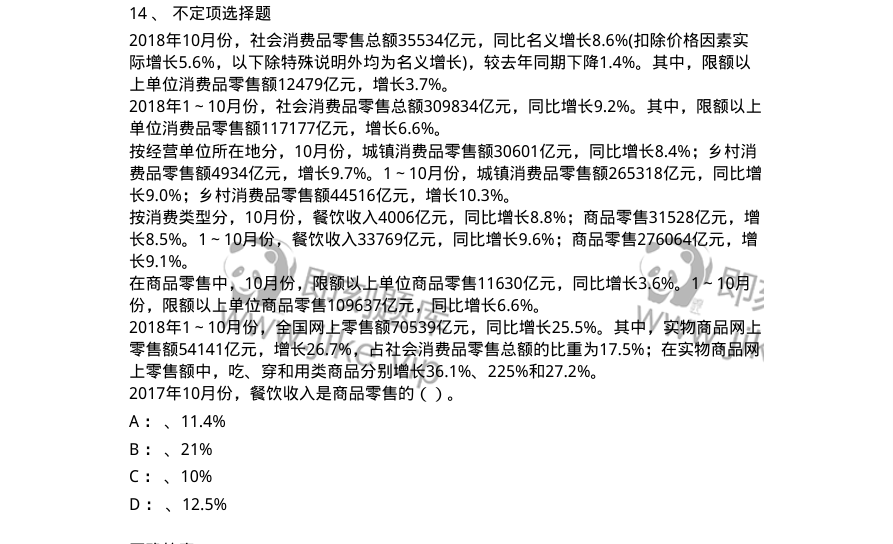 14 、 不定项选择题
2018年10月份，社会消费品零售总额35534亿元，同比名义增长8.6%(扣除价格因素实
际增长5.6%，以下除特殊说明外均为名义增长)，较去年同期下降1.4%。其中，限额以
上单位消费品零售额12479亿元，增长3.7%。
2018年1～10月份，社会消费品零售总额309834亿元，同比增长9.2%。其中，限额以上
单位消费品零售额117177亿元，增长6.6%。
按经营单位所在地分，10月份，城镇消费品零售额30601亿元，同比增长8.4%；乡村消
费品零售额4934亿元，增长9.7%。1～10月份，城镇消费品零售额265318亿元，同比增
长9.0%；乡村消费品零售额44516亿元，增长10.3%。
按消费类型分，10月份，餐饮收入4006亿元，同比增长8.8%；商品零售31528亿元，增
长8.5%。1～10月份，餐饮收入33769亿元，同比增长9.6%；商品零售276064亿元，增
长9.1%。
在商品零售中，10月份，限额以上单位商品零售11630亿元，同比增长3.6%。1～10月
份，限额以上单位商品零售109637亿元，同比增长6.6%。
2018年1～10月份，全国网上零售额70539亿元，同比增长25.5%。其中，实物商品网上
零售额54141亿元，增长26.7%，占社会消费品零售总额的比重为17.5%；在实物商品网
上零售额中，吃、穿和用类商品分别增长36.1%、225%和27.2%。
2017年10月份，餐饮收入是商品零售的（ ）。
A： 、11.4%
B： 、21%
C： 、10%
D： 、12.5%